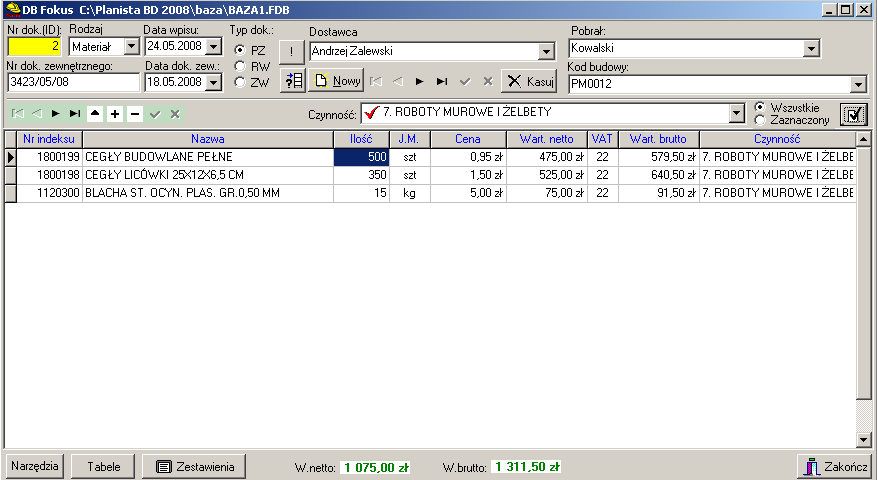 DB Fokus C:\Planista BD 2008\baza\BAZA1.FDB
Nr dok.(ID): Rodzaj Data wpisu: Typ dok.: Dostawca Pobrał:
2 Materiał 24.05.2008 PZ ! Andrzej Zalewski Kowalski
Nr dok. zewnętrznego: Data dok. zew.: RW Kod budowy:
3423/05/08 18.05.2008 ZW Nowy Kasuj PM0012
Czynność: 7. ROBOTY MUROWE I ŻELBETY Wszystkie
Zaznaczony
Nr indeksu Nazwa Ilość J.M. Cena Wart. netto VAT Wart. brutto Czynność
1800199 CEGŁY BUDOWLANE PEŁNE 500 szt 0,95 zł 475,00 zł 22 579,50 zł 7. ROBOTY MUROWE I ŻELBE
1800198 CEGŁY LICÓWKI 25X12X6,5 CM 350 szt 1,50 zł 525,00 zł 22 640,50 zł 7. ROBOTY MUROWE I ŻELBE
1120300 BLACHA ST. OCYN. PLAS. GR.0,50 MM 15 kg 5,00 zł 75,00 zł 22 91,50 zł 7. ROBOTY MUROWE I ŻELBE
Narzędzia Tabele Zestawienia W.netto: 1 075,00 zł W.brutto: 1 311,50 zł Zakończ